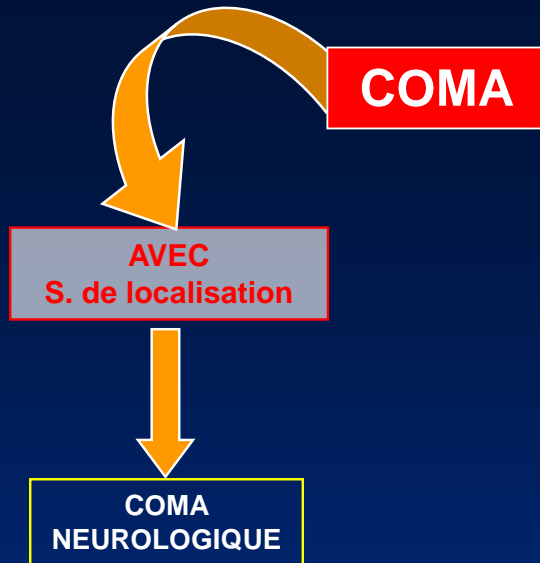 COMA
AVEC
S. de localisation
COMA
NEUROLOGIQUE